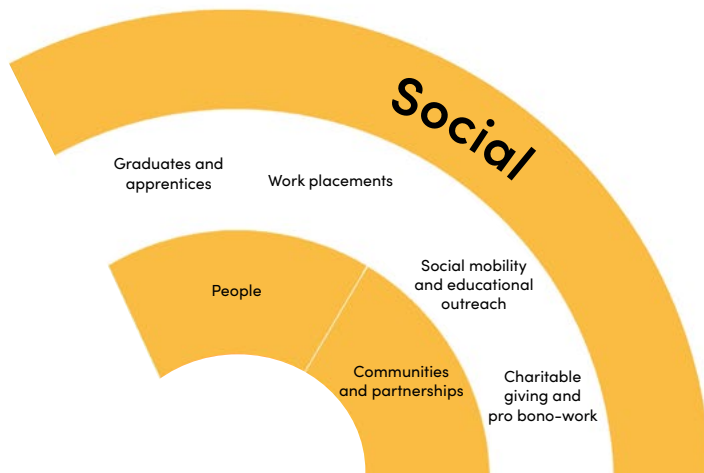 Social
Graduates and
apprentices
Work placements
People
Social mobility
and educational
outreach
Communities
and partnerships
Charitable
giving and
pro bono-work